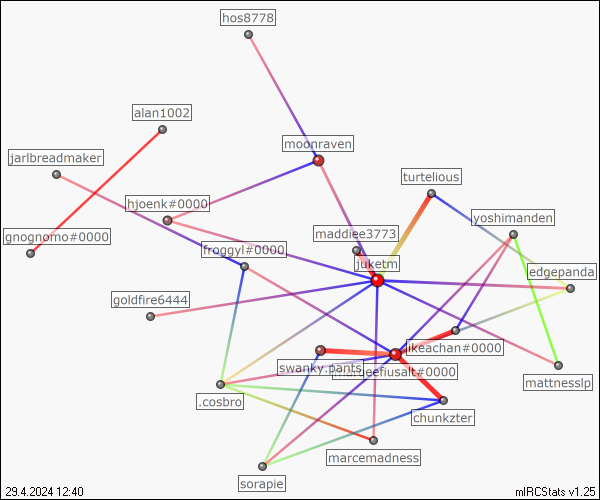 hos8778
alan1002
moonraven
jarlbreadmaker
turtelious
hjoenk#0000
yoshimanden
maddiee3773
gnognomo#0000
froggyl#0000
juketm
edgepanda
goldfire6444
ikeachan#0000
swanky.pants
#0000
mattnesslp
.cosbro
chunkzter
marcemadness
sorapie
29.4.2024 12:40
mIRCStats v1.25